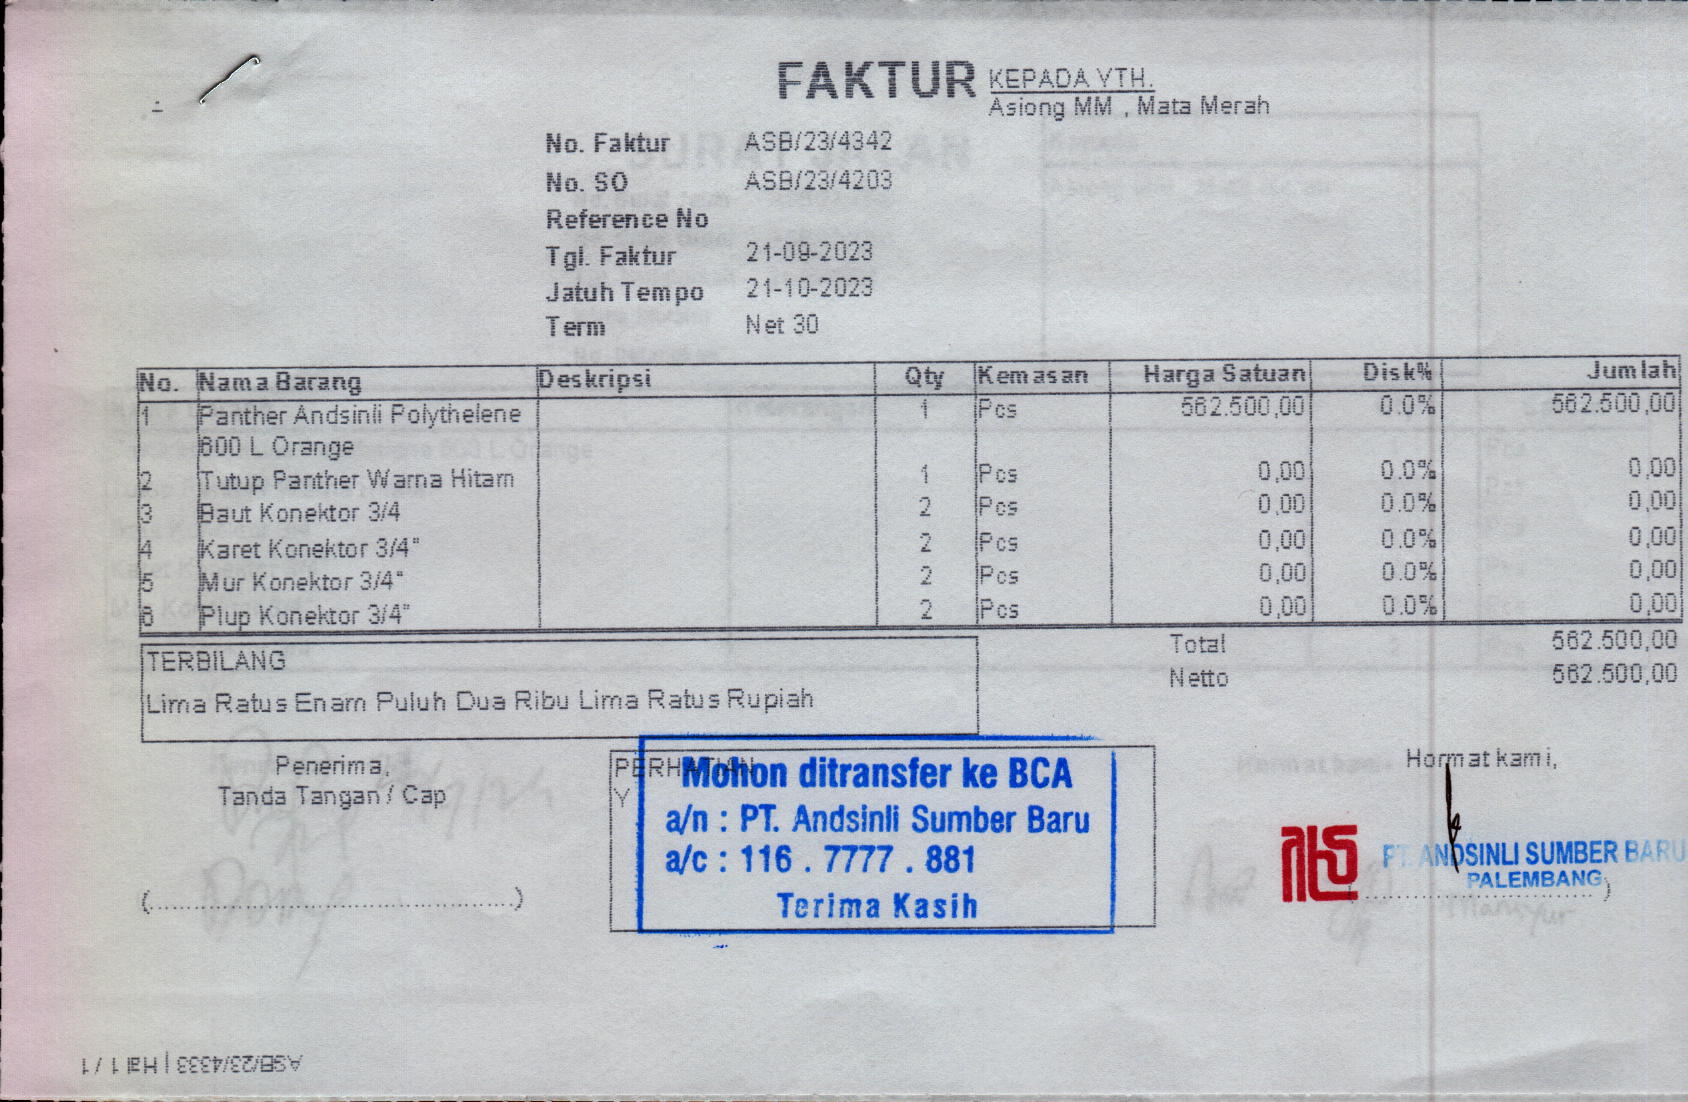 FAKTUR
KEPADA YTH.
Asiong MM , Mata Merah
No. Faktur ASB/23/4342
No. SO ASB/23/4203
Reference No
Tgl. Faktur 21-09-2023
Jatuh Tempo 21-10-2023
Term Net 30
No. Nama Barang Deskripsi Qty Kemasan Harga Satuan Disk% Jumlah
1 Panther Andsinli Polythelene 1 Pcs 562.500,00 0.0% 562.500,00
600 L Orange
2 Tutup Panther Warna Hitam 1 Pcs 0,00 0.0% 0,00
3 Baut Konektor 3/4 2 Pcs 0,00 0.0% 0,00
4 Karet Konektor 3/4" 2 Pcs 0,00 0.0% 0,00
5 Mur Konektor 3/4" 2 Pcs 0,00 0.0% 0,00
6 Plup Konektor 3/4" 2 Pcs 0,00 0.0% 0,00
Total 562.500,00
Netto 562.500,00
TERBILANG
Lima Ratus Enam Puluh Dua Ribu Lima Ratus Rupiah
Penerima,
Tanda Tangan / Cap
(....................................................)
PERHATIAN
Y
Mohon ditransfer ke BCA
a/n : PT. Andsinli Sumber Baru
a/c : 116 . 7777 . 881
Terima Kasih
Hormat kami,
PT. ANDSINLI SUMBER BARU
PALEMBANG
ASB/23/4333 | Hal 1 / 1